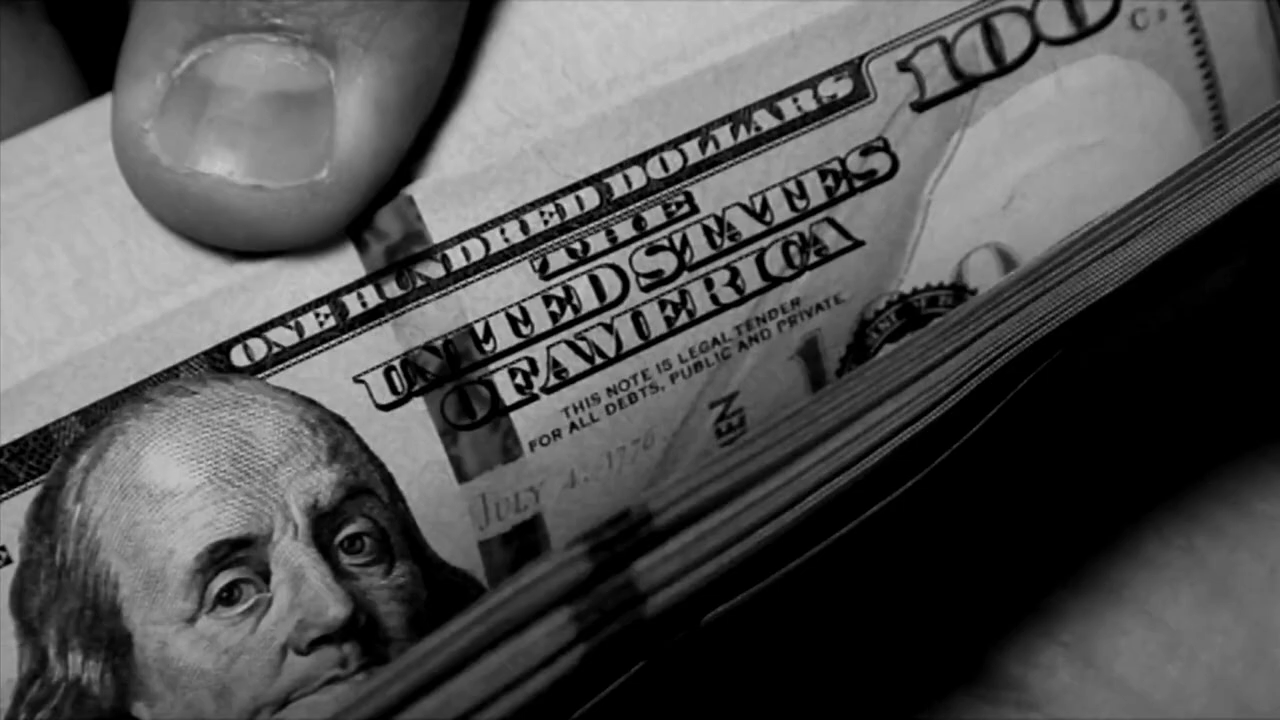 100
ONE HUNDRED DOLLARS
THE
UNITED STATES
OF AMERICA
THIS NOTE IS LEGAL TENDER
FOR ALL DEBTS, PUBLIC AND PRIVATE
JULY 4, 1776